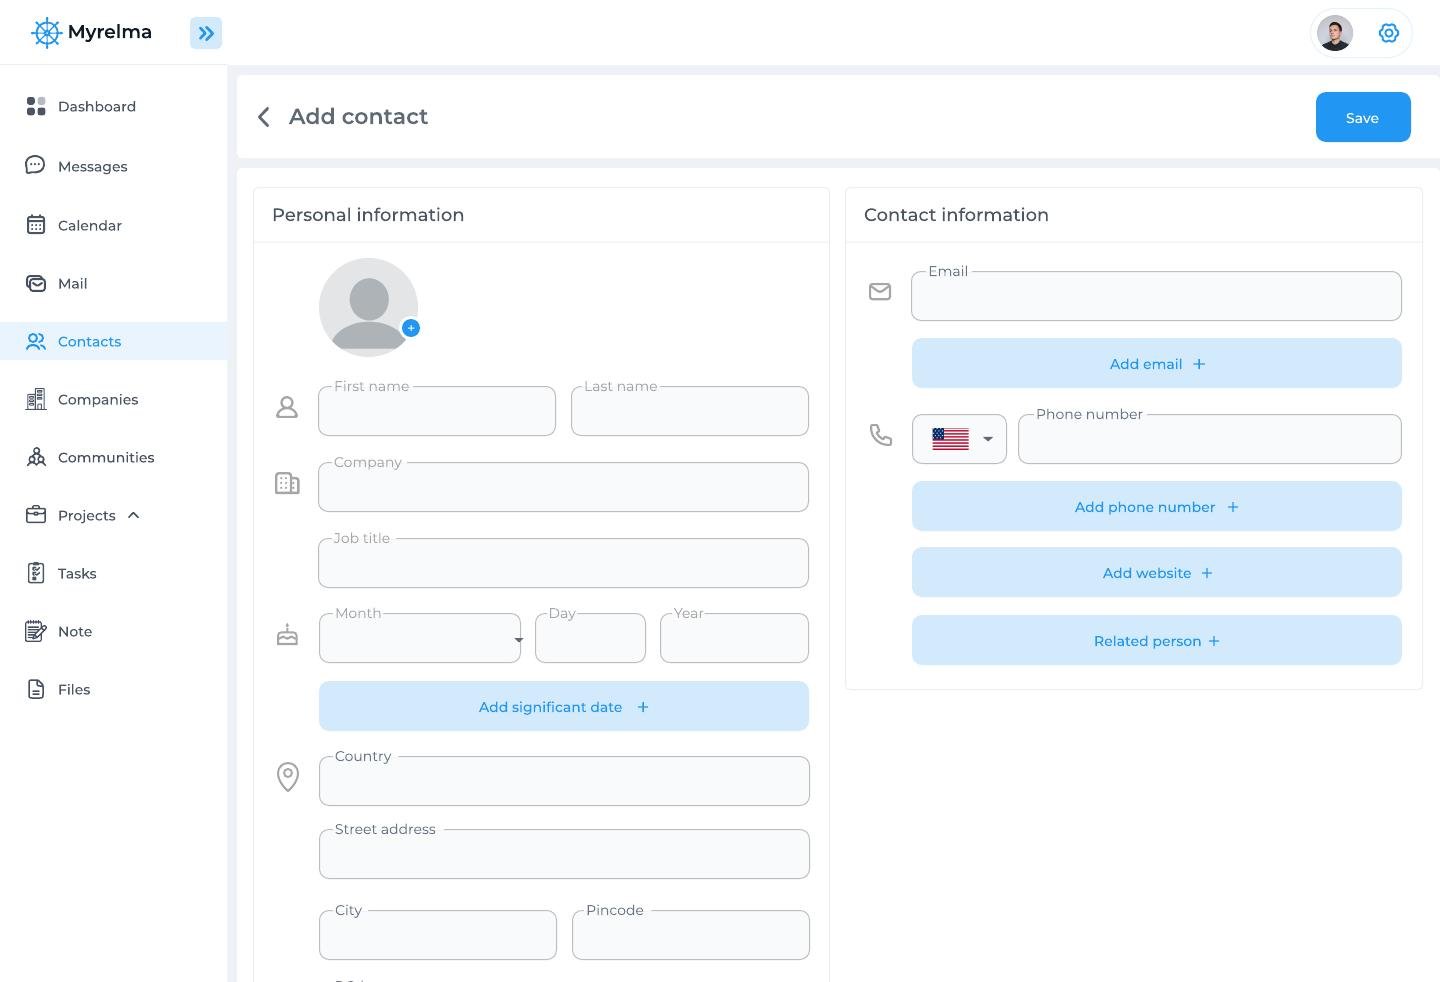 Myrelma
Dashboard
Messages
Calendar
Mail
Contacts
Companies
Communities
Projects
Tasks
Note
Files
Add contact
Save
Personal information
First name
Last name
Company
Job title
Month
Day
Year
Add significant date +
Country
Street address
City
Pincode
Contact information
Email
Add email +
Phone number
Add phone number +
Add website +
Related person +